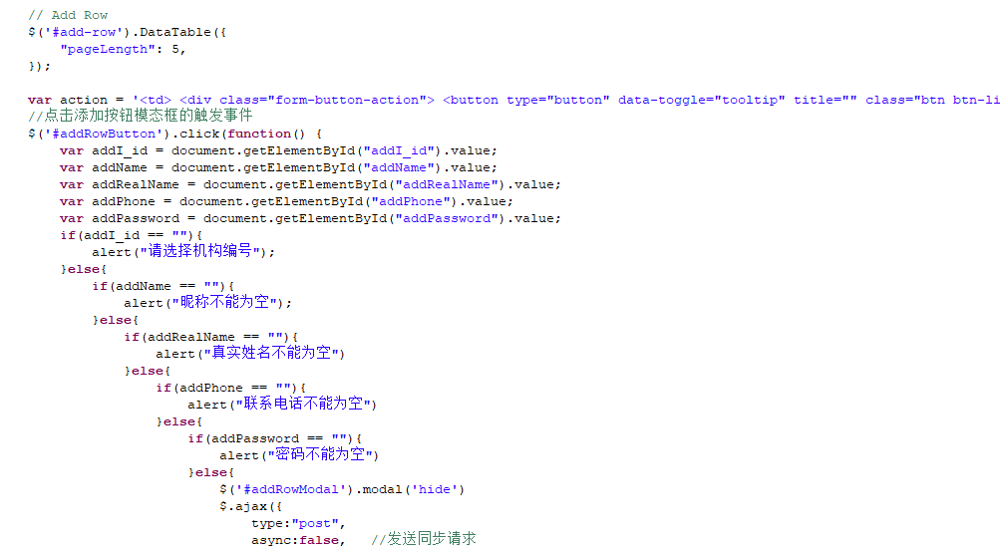 // Add Row
$('#add-row').DataTable({
"pageLength": 5,
});
var action = '<td> <div class="form-button-action"> <button type="button" data-toggle="tooltip" title="" class="btn btn-li
//点击添加按钮模态框的触发事件
$('#addRowButton').click(function() {
var addI_id = document.getElementById("addI_id").value;
var addName = document.getElementById("addName").value;
var addRealName = document.getElementById("addRealName").value;
var addPhone = document.getElementById("addPhone").value;
var addPassword = document.getElementById("addPassword").value;
if(addI_id == ""){
alert("请选择机构编号");
}else{
if(addName == ""){
alert("昵称不能为空");
}else{
if(addRealName == ""){
alert("真实姓名不能为空")
}else{
if(addPhone == ""){
alert("联系电话不能为空")
}else{
if(addPassword == ""){
alert("密码不能为空")
}else{
$('#addRowModal').modal('hide')
$.ajax({
type:"post",
async:false,   //发送同步请求